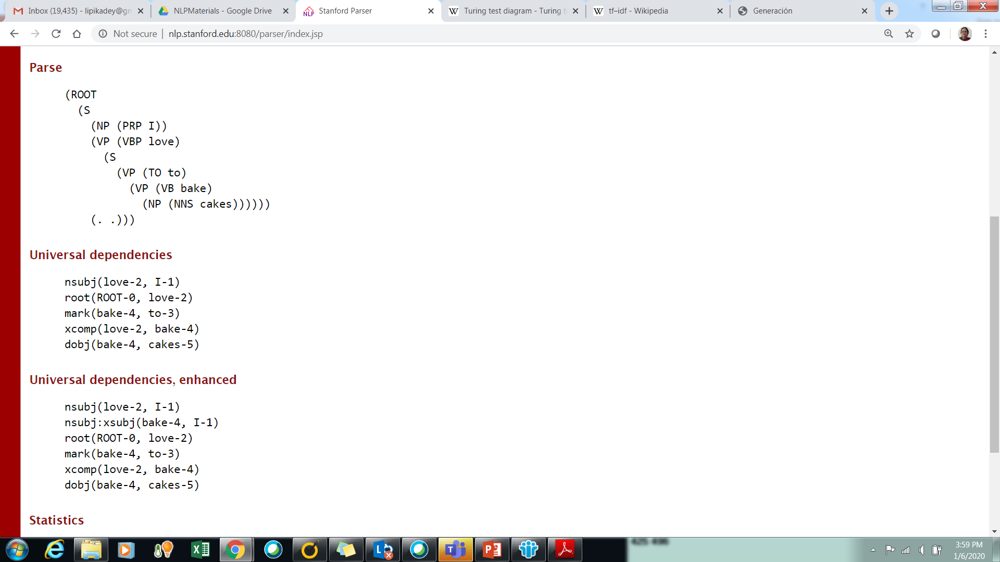 Inbox (19,435) - lipikadey@gm
NLPMaterials - Google Drive
NLP
Stanford Parser
W
Turing test diagram - Turing t
W
tf–idf - Wikipedia
Generación
Not secure
nlp.stanford.edu:8080/parser/index.jsp
Parse
(ROOT
(S
(NP (PRP I))
(VP (VBP love)
(S
(VP (TO to)
(VP (VB bake)
(NP (NNS cakes))))))
(. .)))
Universal dependencies
nsubj(love-2, I-1)
root(ROOT-0, love-2)
mark(bake-4, to-3)
xcomp(love-2, bake-4)
dobj(bake-4, cakes-5)
Universal dependencies, enhanced
nsubj(love-2, I-1)
nsubj:xsubj(bake-4, I-1)
root(ROOT-0, love-2)
mark(bake-4, to-3)
xcomp(love-2, bake-4)
dobj(bake-4, cakes-5)
Statistics
3:59 PM
1/6/2020